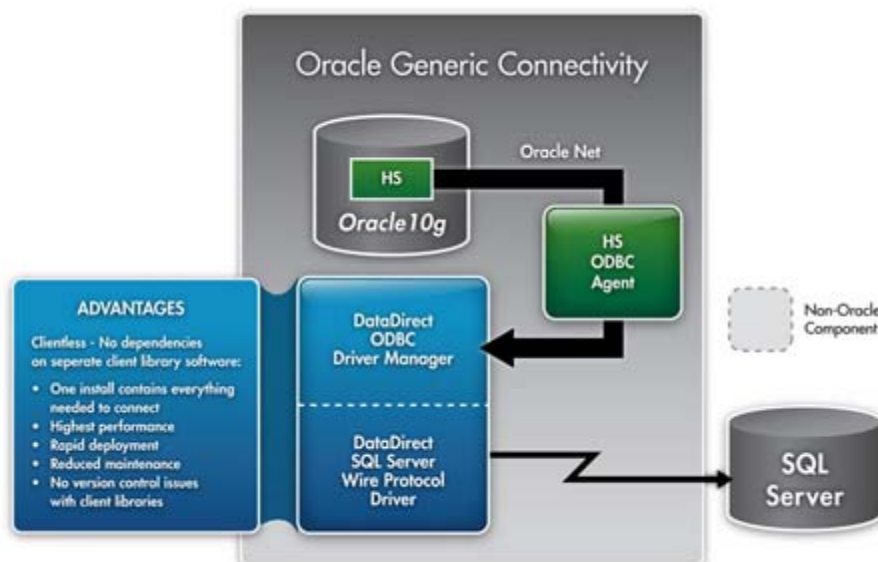 Oracle Generic Connectivity
HS
Oracle10g
Oracle Net
HS
ODBC
Agent
ADVANTAGES
Clientless - No dependencies
on seperate client library software:
• One install contains everything
needed to connect
• Highest performance
• Rapid deployment
• Reduced maintenance
• No version control issues
with client libraries
DataDirect
ODBC
Driver Manager
DataDirect
SQL Server
Wire Protocol
Driver
Non-Oracle
Component
SQL
Server